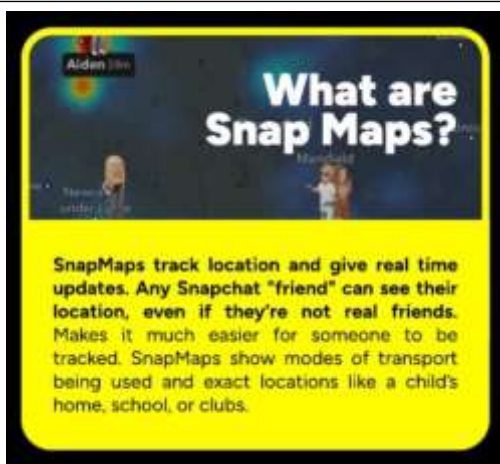 Aiden
What are
Snap Maps?
Mansfield
SnapMaps track location and give real time
updates. Any Snapchat "friend" can see their
location, even if they're not real friends.
Makes it much easier for someone to be
tracked. SnapMaps show modes of transport
being used and exact locations like a child's
home, school, or clubs.